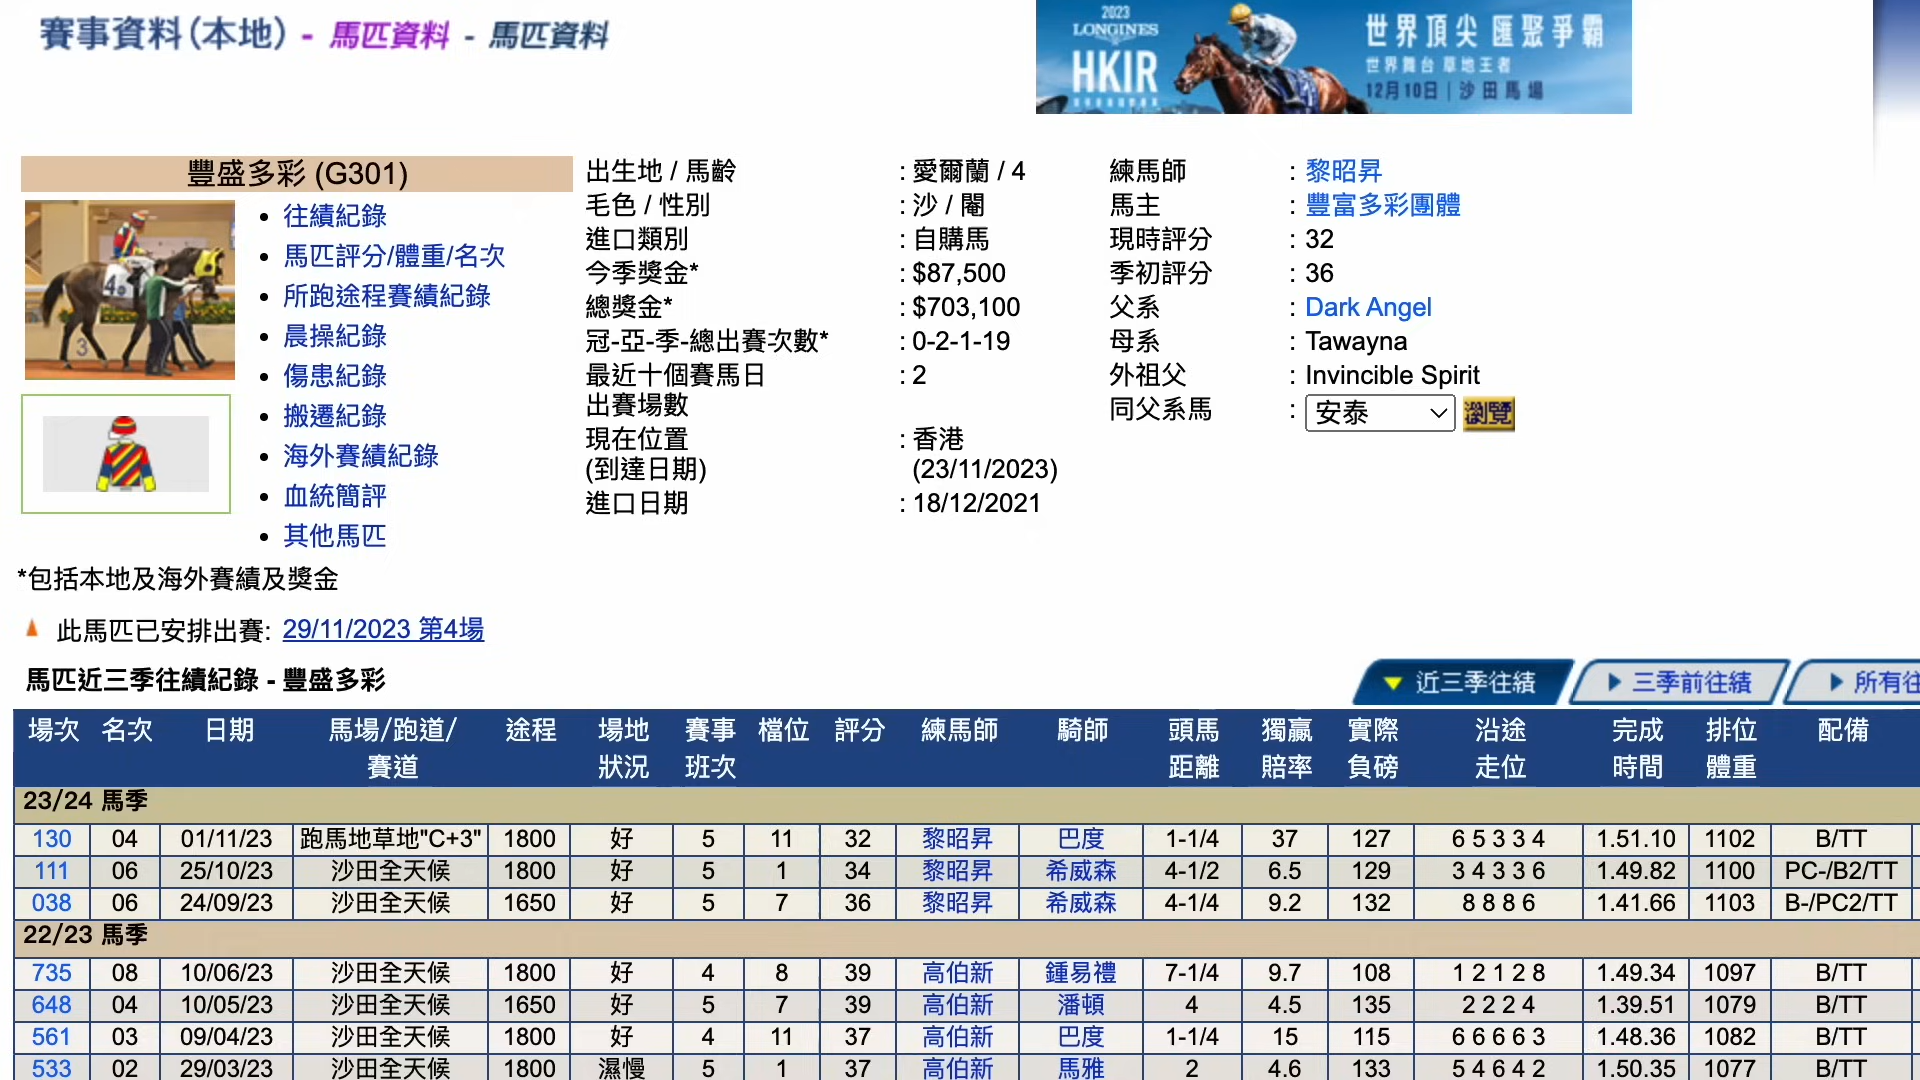 賽事資料(本地) - 馬匹資料 - 馬匹資料
2023
LONGINES
HKIR
世界頂尖 匯聚爭霸
世界舞台 草地王者
12月10日 | 沙田馬場
豐盛多彩 (G301)
往績紀錄
馬匹評分/體重/名次
所跑途程賽績紀錄
晨操紀錄
傷患紀錄
搬遷紀錄
海外賽績紀錄
血統簡評
其他馬匹
出生地 / 馬齡 : 愛爾蘭 / 4
毛色 / 性別 : 沙 / 閹
進口類別 : 自購馬
今季獎金* : $87,500
總獎金* : $703,100
冠-亞-季-總出賽次數* : 0-2-1-19
最近十個賽馬日 : 2
出賽場數
現在位置 : 香港
(到達日期) (23/11/2023)
進口日期 : 18/12/2021
練馬師 : 黎昭昇
馬主 : 豐富多彩團體
現時評分 : 32
季初評分 : 36
父系 : Dark Angel
母系 : Tawayna
外祖父 : Invincible Spirit
同父系馬 : 安泰 瀏覽
*包括本地及海外賽績及獎金
此馬匹已安排出賽: 29/11/2023 第4場
馬匹近三季往績紀錄 - 豐盛多彩
近三季往績 三季前往績 所有往
場次 名次 日期 馬場/跑道/ 途程 場地 賽事 檔位 評分 練馬師 騎師 頭馬 獨贏 實際 沿途 完成 排位 配備
賽道 狀況 班次 距離 賠率 負磅 走位 時間 體重
23/24 馬季
130 04 01/11/23 跑馬地草地"C+3" 1800 好 5 11 32 黎昭昇 巴度 1-1/4 37 127 6 5 3 3 4 1.51.10 1102 B/TT
111 06 25/10/23 沙田全天候 1800 好 5 1 34 黎昭昇 希威森 4-1/2 6.5 129 3 4 3 3 6 1.49.82 1100 PC-/B2/TT
038 06 24/09/23 沙田全天候 1650 好 5 7 36 黎昭昇 希威森 4-1/4 9.2 132 8 8 8 6 1.41.66 1103 B-/PC2/TT
22/23 馬季
735 08 10/06/23 沙田全天候 1800 好 4 8 39 高伯新 鍾易禮 7-1/4 9.7 108 1 2 1 2 8 1.49.34 1097 B/TT
648 04 10/05/23 沙田全天候 1650 好 5 7 39 高伯新 潘頓 4 4.5 135 2 2 2 4 1.39.51 1079 B/TT
561 03 09/04/23 沙田全天候 1800 好 4 11 37 高伯新 巴度 1-1/4 15 115 6 6 6 6 3 1.48.36 1082 B/TT
533 02 29/03/23 沙田全天候 1800 濕慢 5 1 37 高伯新 馬雅 2 4.6 133 5 4 6 4 2 1.50.35 1077 B/TT